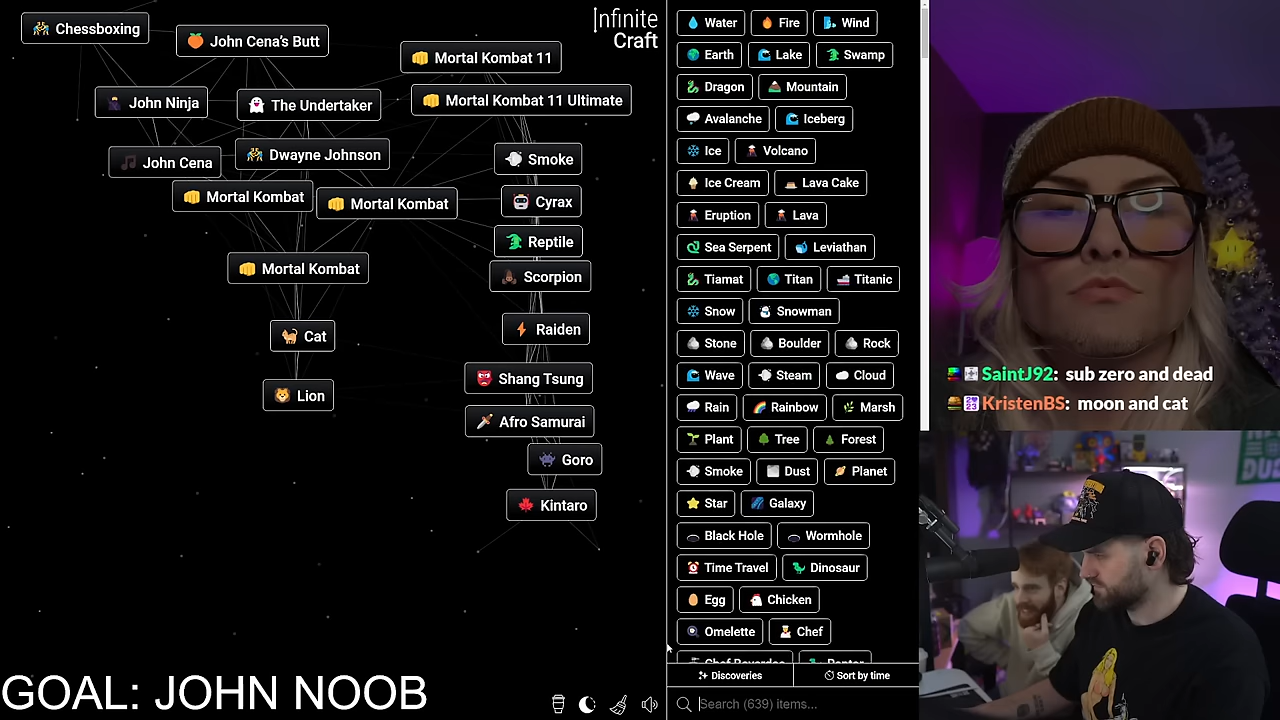 Chessboxing
John Cena's Butt
John Ninja
The Undertaker
John Cena
Dwayne Johnson
Mortal Kombat
Mortal Kombat
Mortal Kombat
Cat
Lion
Mortal Kombat 11
Mortal Kombat 11 Ultimate
Smoke
Cyrax
Reptile
Scorpion
Raiden
Shang Tsung
Afro Samurai
Goro
Kintaro
Infinite
Craft
GOAL: JOHN NOOB
Water Fire Wind
Earth Lake Swamp
Dragon Mountain
Avalanche Iceberg
Ice Volcano
Ice Cream Lava Cake
Eruption Lava
Sea Serpent Leviathan
Tiamat Titan Titanic
Snow Snowman
Stone Boulder Rock
Wave Steam Cloud
Rain Rainbow Marsh
Plant Tree Forest
Smoke Dust Planet
Star Galaxy
Black Hole Wormhole
Time Travel Dinosaur
Egg Chicken
Omelette Chef
Discoveries Sort by time
Search (639) items...
SaintJ92: sub zero and dead
KristenBS: moon and cat